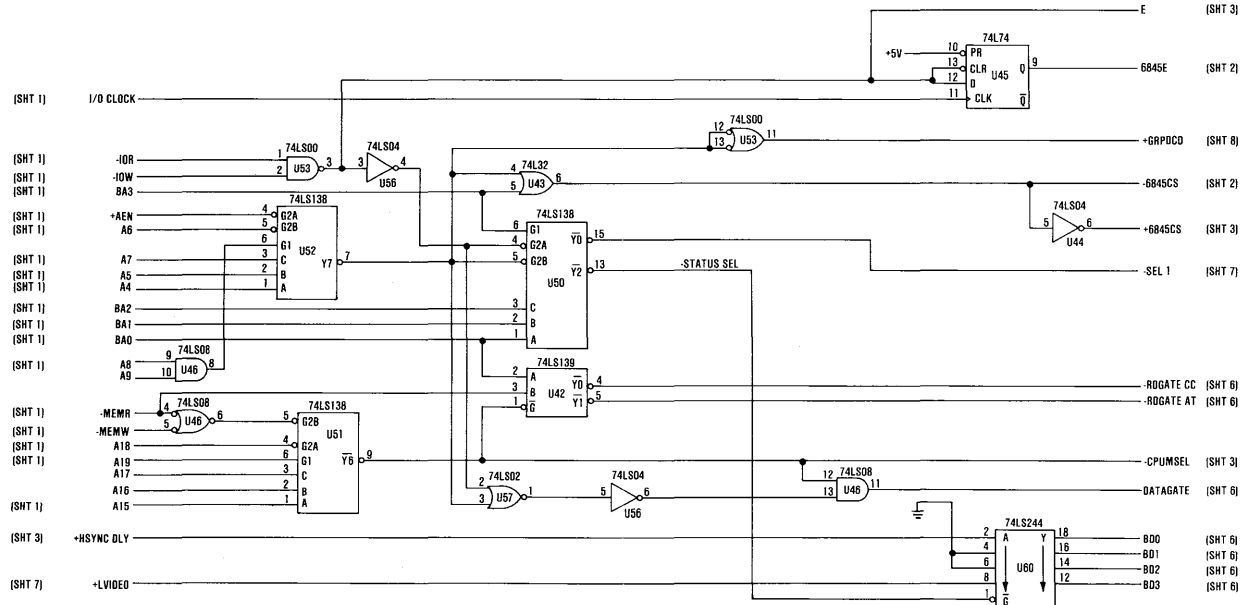 E (SHT 3)
74L74
+5V 10 PR
13 CLR U45 Q 9 6845E (SHT 2)
12 D
(SHT 1) I/O CLOCK 11 CLK Q
74LS00
12
13 U53 11 +GRPDCD (SHT 8)
74LS00 74LS04
(SHT 1) -IOR 1 U53 3 3 U56 4
(SHT 1) -IOW 2
74L32
4
(SHT 1) BA3 5 U43 6 -6845CS (SHT 2)
74LS138 74LS138 74LS04
(SHT 1) +AEN 4 G2A
(SHT 1) A6 5 G2B U52
6 G1
6 G1 Y0 15
5 U44 6 +6845CS (SHT 3)
4 G2A
(SHT 1) A7 3 C Y7 7 5 G2B U50
(SHT 1) A5 2 B
Y2 13 -STATUS SEL -SEL 1 (SHT 7)
(SHT 1) A4 1 A
(SHT 1) BA2 3 C
(SHT 1) BA1 2 B
(SHT 1) BA0 1 A
74LS08
(SHT 1) A8 9 U46 8
A9 10
74LS139
2 A U42 Y0 4 -RDGATE CC (SHT 6)
3 B Y1 5 -RDGATE AT (SHT 6)
1 G
74LS08 74LS138
(SHT 1) -MEMR 4 U46 6 5 G2B U51
(SHT 1) -MEMW 5
(SHT 1) A18 4 G2A
(SHT 1) A19 6 G1 Y6 9 -CPUMSEL (SHT 3)
A17 3 C
A16 2 B
(SHT 1) A15 1 A
74LS02 74LS04 74LS08
2
3 U57 1 5 U56 6
12
13 U46 11 DATAGATE (SHT 6)
74LS244
(SHT 3) +HSYNC DLY 2 A Y 18 BD0 (SHT 6)
4 16 BD1 (SHT 6)
6 U60 14 BD2 (SHT 6)
(SHT 7) +LVIDEO 8 12 BD3 (SHT 6)
1 G